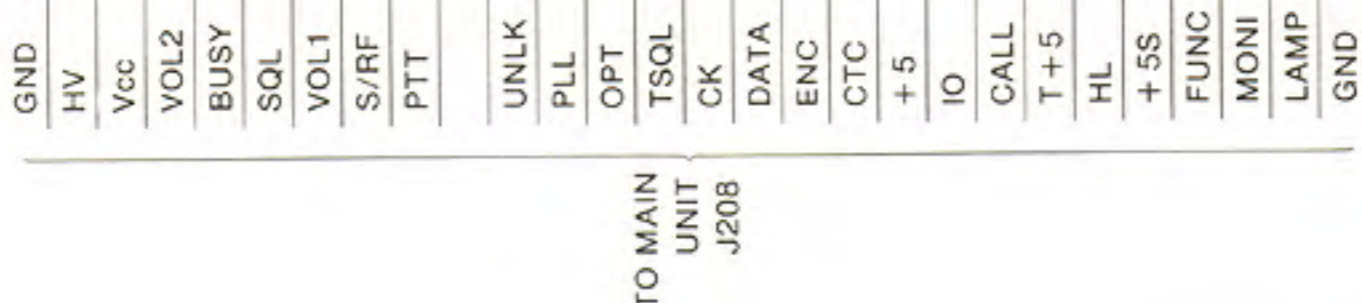 GND
HV
Vcc
VOL2
BUSY
SQL
VOL1
S/RF
PTT
UNLK
PLL
OPT
TSQL
CK
DATA
ENC
CTC
+5
IO
CALL
T+5
HL
+5S
FUNC
MONI
LAMP
GND
TO MAIN
UNIT
J208